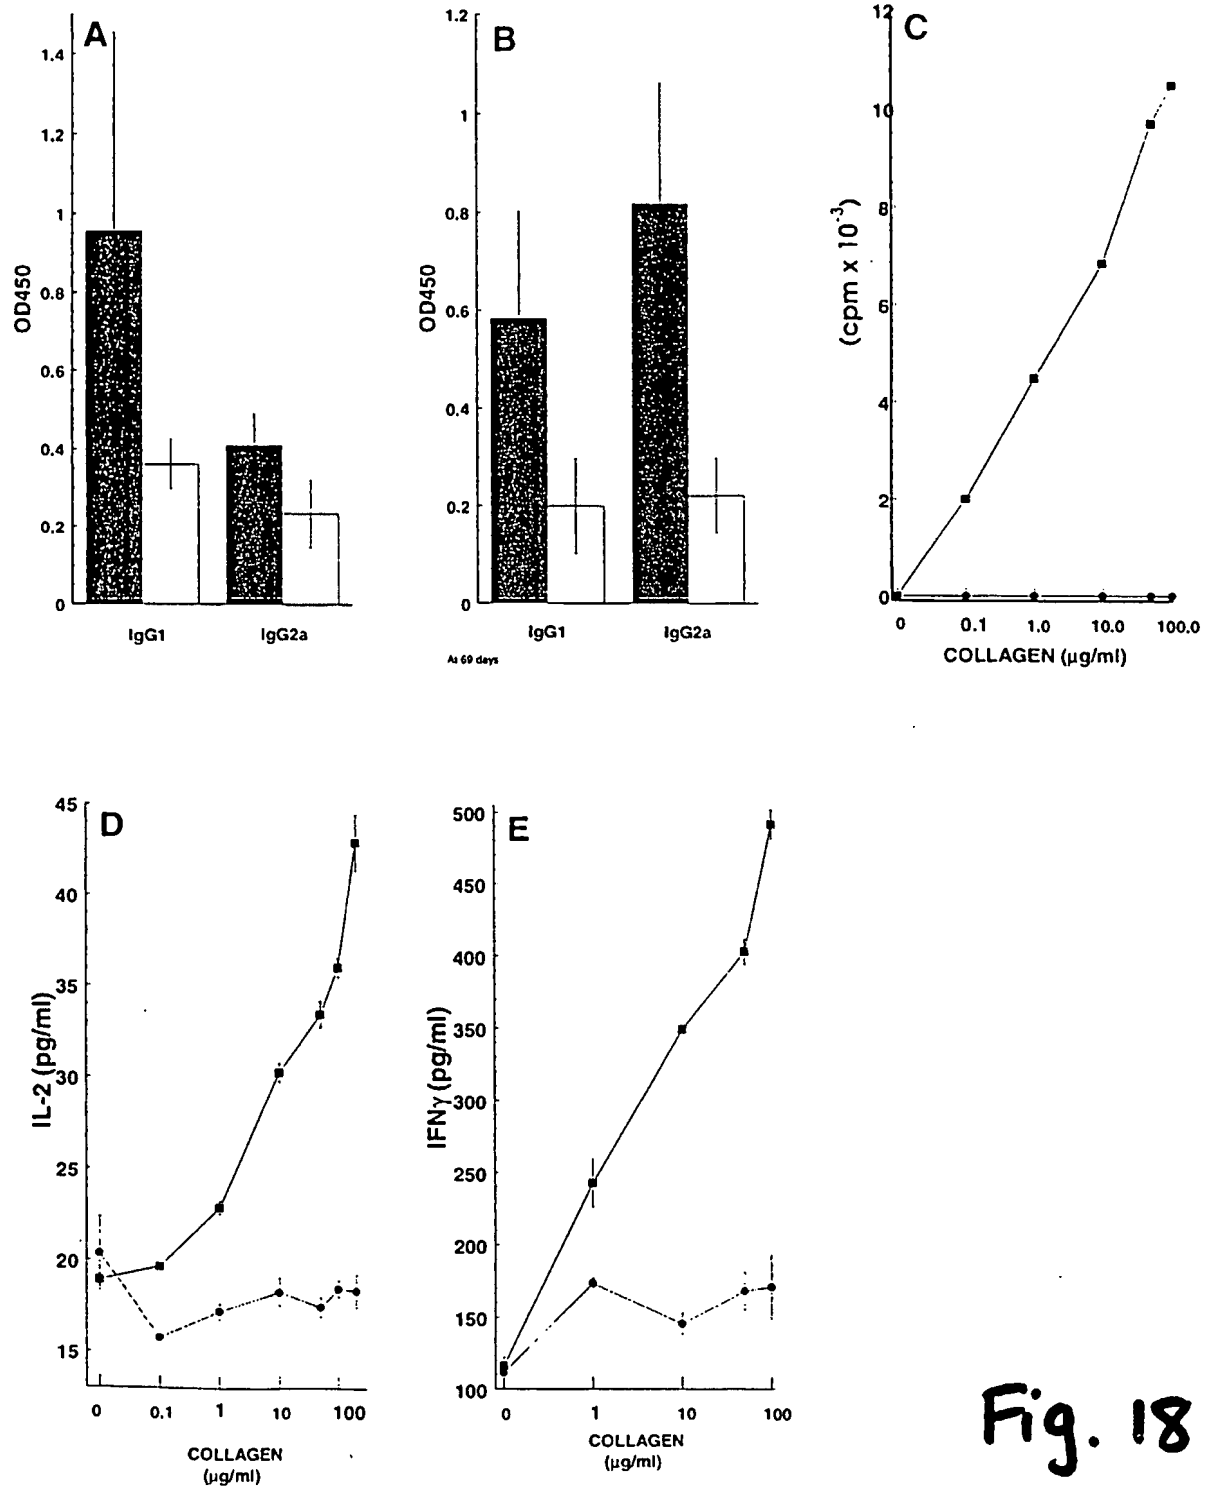 A
1.4
1.2
1
0.8
0.6
0.4
0.2
0
OD450
IgG1 IgG2a
B
1.2
1
0.8
0.6
0.4
0.2
0
OD450
IgG1 IgG2a
At 69 days
C
12
10
8
6
4
2
0
(cpm x 10⁻³)
0 0.1 1.0 10.0 100.0
COLLAGEN (µg/ml)
D
45
40
35
30
25
20
15
IL-2 (pg/ml)
0 0.1 1 10 100
COLLAGEN
(µg/ml)
E
500
450
400
350
300
250
200
150
100
IFNγ (pg/ml)
0 1 10 100
COLLAGEN
(µg/ml)
Fig. 18